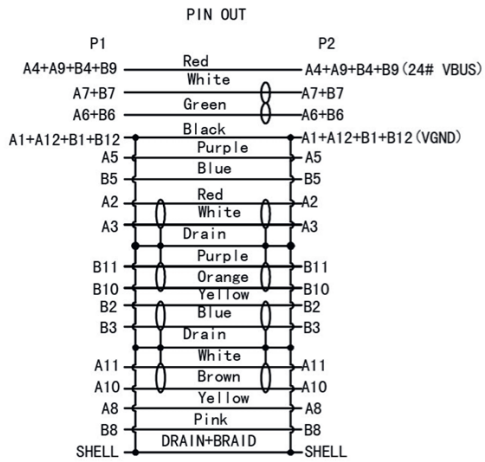 PIN OUT
P1 P2
A4+A9+B4+B9 Red A4+A9+B4+B9(24# VBUS)
A7+B7 White A7+B7
A6+B6 Green A6+B6
A1+A12+B1+B12 Black A1+A12+B1+B12(VGND)
A5 Purple A5
B5 Blue B5
A2 Red A2
A3 White A3
Drain
B11 Purple B11
B10 Orange B10
B2 Yellow B2
B3 Blue B3
Drain
A11 White A11
A10 Brown A10
A8 Yellow A8
B8 Pink B8
SHELL DRAIN+BRAID SHELL